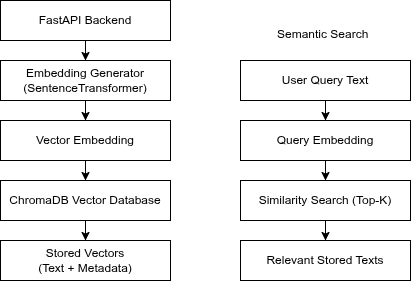 FastAPI Backend
Embedding Generator
(SentenceTransformer)
Vector Embedding
ChromaDB Vector Database
Stored Vectors
(Text + Metadata)
Semantic Search
User Query Text
Query Embedding
Similarity Search (Top-K)
Relevant Stored Texts